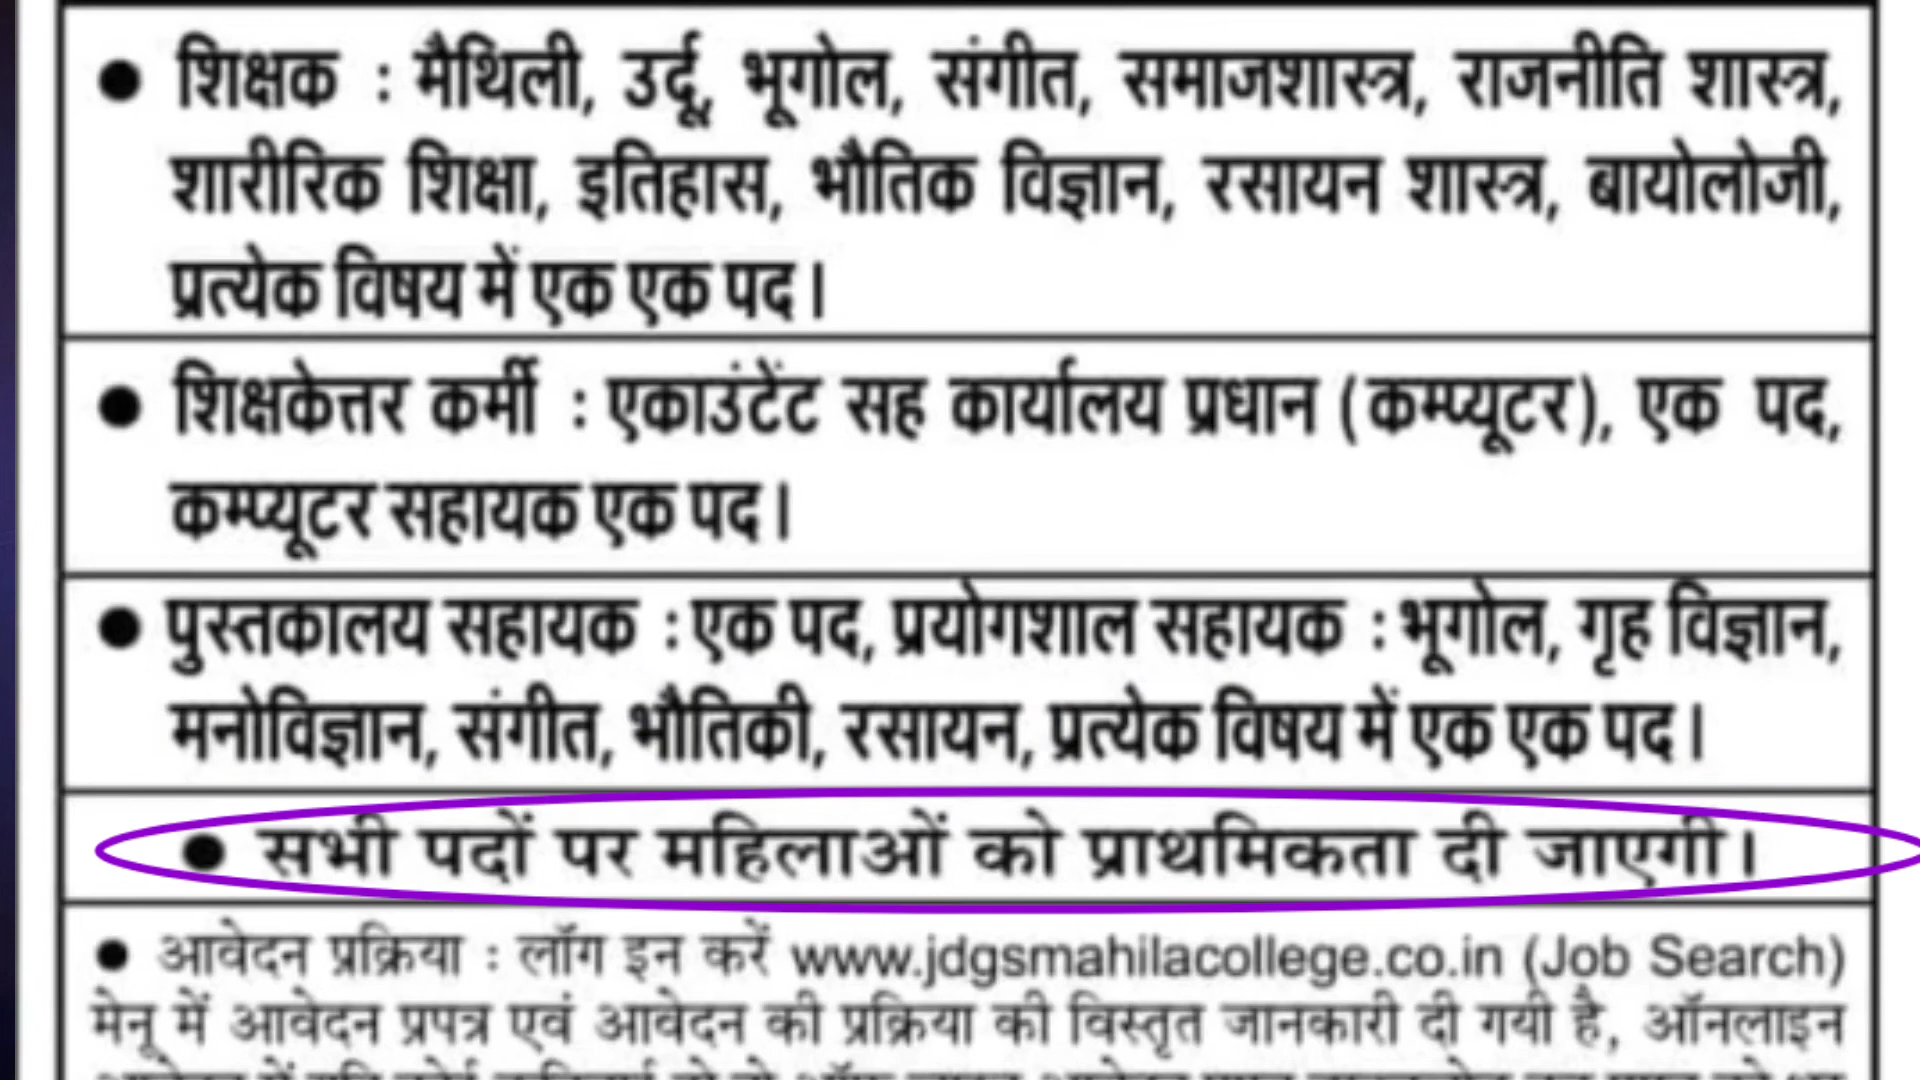 ● शिक्षक : मैथिली, उर्दू, भूगोल, संगीत, समाजशास्त्र, राजनीति शास्त्र,
शारीरिक शिक्षा, इतिहास, भौतिक विज्ञान, रसायन शास्त्र, बायोलोजी,
प्रत्येक विषय में एक एक पद।
● शिक्षकेत्तर कर्मी : एकाउंटेंट सह कार्यालय प्रधान (कम्प्यूटर), एक पद,
कम्प्यूटर सहायक एक पद।
● पुस्तकालय सहायक : एक पद, प्रयोगशाल सहायक : भूगोल, गृह विज्ञान,
मनोविज्ञान, संगीत, भौतिकी, रसायन, प्रत्येक विषय में एक एक पद।
● सभी पदों पर महिलाओं को प्राथमिकता दी जाएगी।
● आवेदन प्रक्रिया : लॉग इन करें www.jdgsmahilacollege.co.in (Job Search)
मेनू में आवेदन प्रपत्र एवं आवेदन की प्रक्रिया की विस्तृत जानकारी दी गयी है, ऑनलाइन